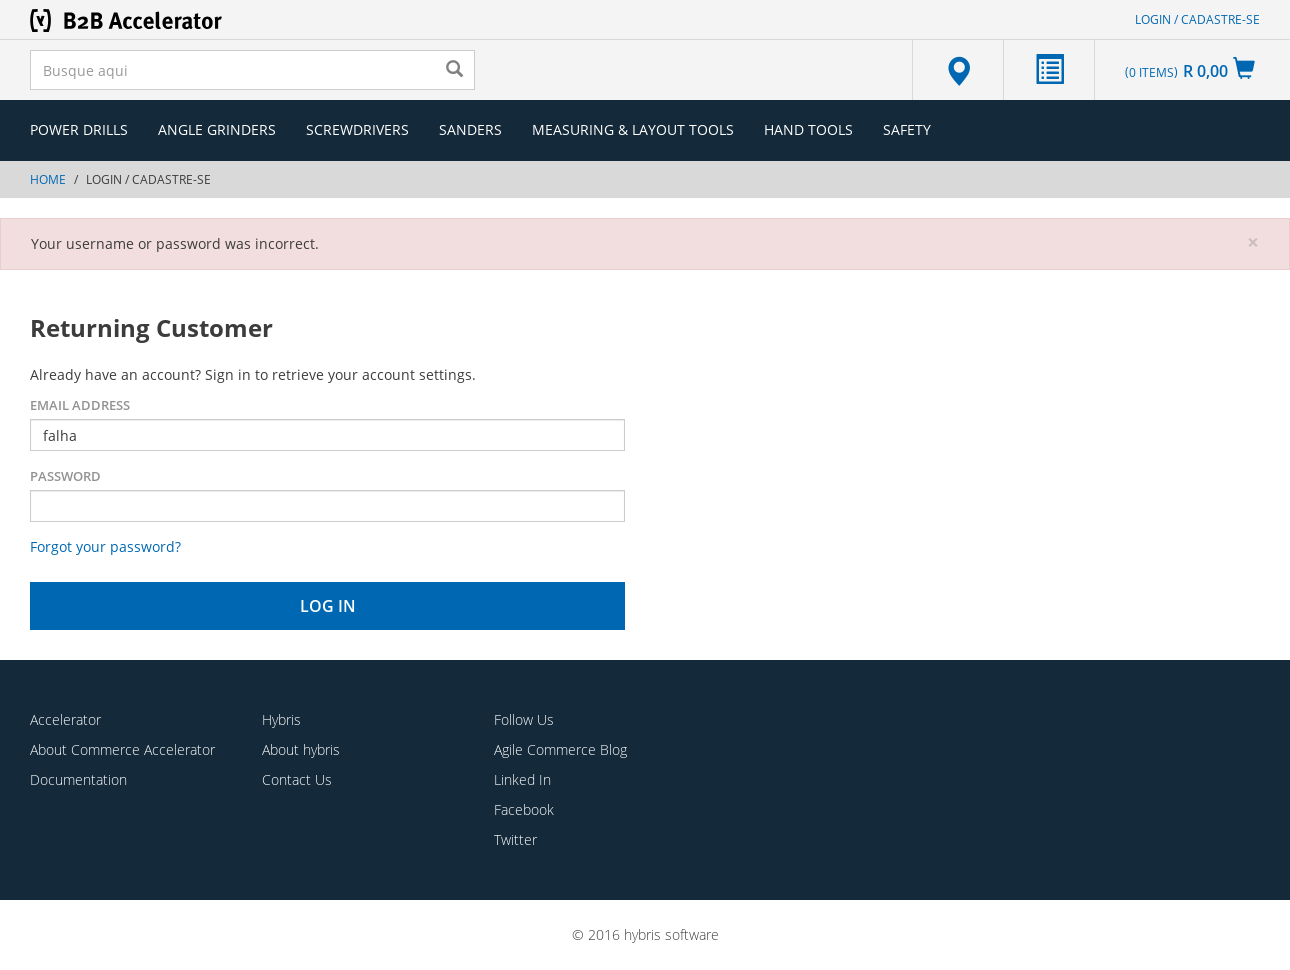 B2B Accelerator
LOGIN / CADASTRE-SE
Busque aqui
(0 ITEMS) R 0,00
POWER DRILLS ANGLE GRINDERS SCREWDRIVERS SANDERS MEASURING & LAYOUT TOOLS HAND TOOLS SAFETY
HOME / LOGIN / CADASTRE-SE
Your username or password was incorrect. ×
Returning Customer
Already have an account? Sign in to retrieve your account settings.
EMAIL ADDRESS
falha
PASSWORD
Forgot your password?
LOG IN
Accelerator
About Commerce Accelerator
Documentation
Hybris
About hybris
Contact Us
Follow Us
Agile Commerce Blog
Linked In
Facebook
Twitter
© 2016 hybris software